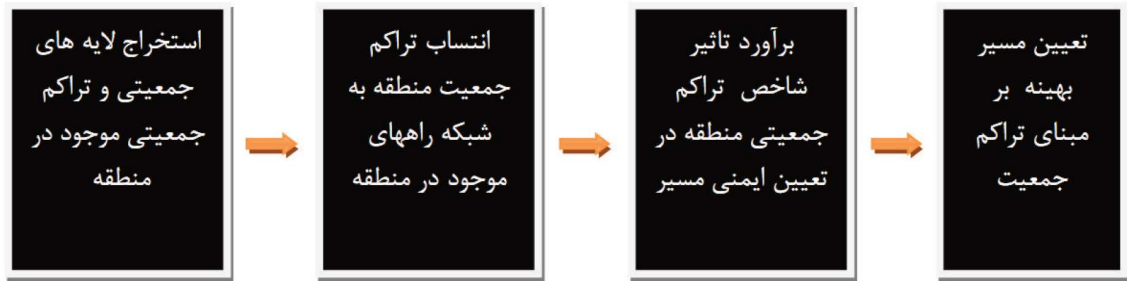 استخراج لایه های
جمعیتی و تراکم
جمعیتی موجود در
منطقه
انتساب تراکم
جمعیت منطقه به
شبکه راههای
موجود در منطقه
برآورد تاثیر
شاخص تراکم
جمعیتی منطقه در
تعیین ایمنی مسیر
تعیین مسیر
بهینه بر
مبنای تراکم
جمعیت